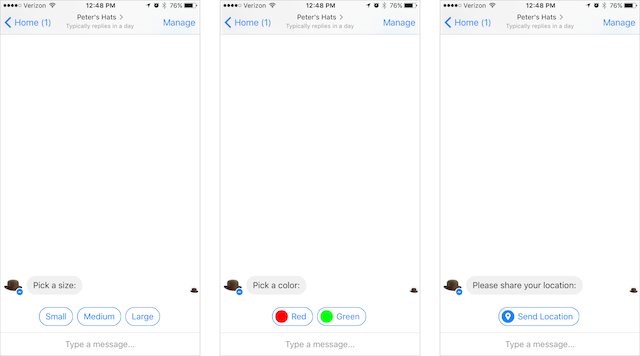 Verizon 12:48 PM 76%
Home (1) Peter's Hats Manage
Typically replies in a day
Pick a size:
Small Medium Large
Type a message...
Verizon 12:48 PM 76%
Home (1) Peter's Hats Manage
Typically replies in a day
Pick a color:
Red Green
Type a message...
Verizon 12:48 PM 76%
Home (1) Peter's Hats Manage
Typically replies in a day
Please share your location:
Send Location
Type a message...